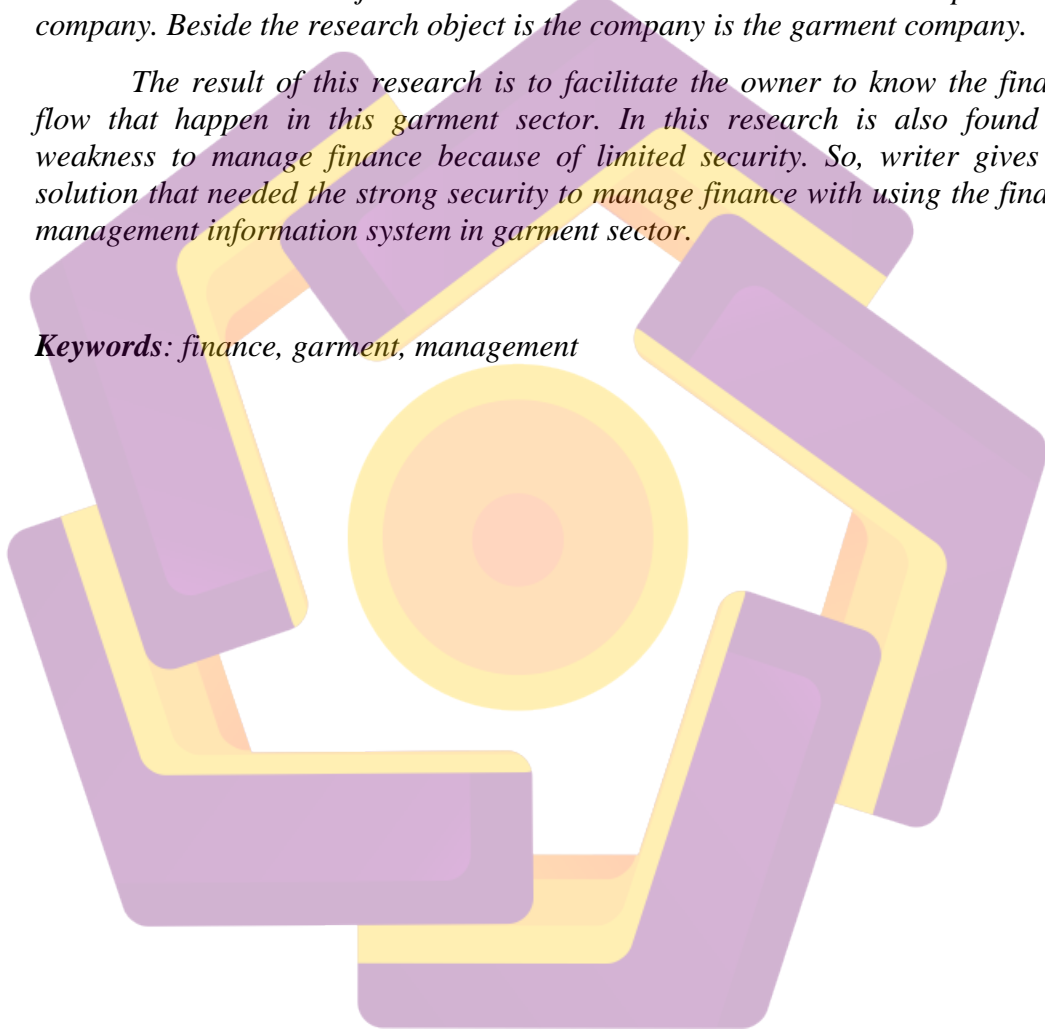 company. Beside the research object is the company is the garment company.
The result of this research is to facilitate the owner to know the fina
flow that happen in this garment sector. In this research is also found
weakness to manage finance because of limited security. So, writer gives
solution that needed the strong security to manage finance with using the fina
management information system in garment sector.
Keywords: finance, garment, management